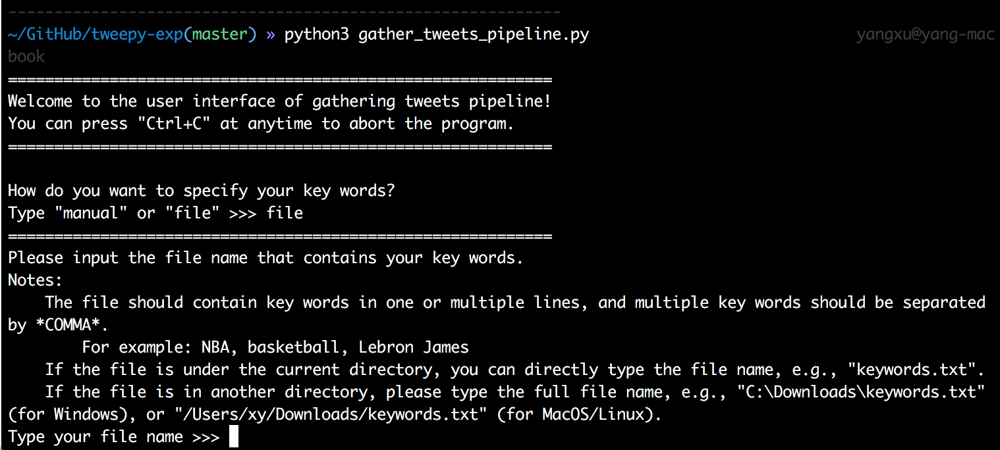 ------------------------------------------------------------
~/GitHub/tweepy-exp(master) » python3 gather_tweets_pipeline.py yangxu@yang-mac
book
===========================================================
Welcome to the user interface of gathering tweets pipeline!
You can press "Ctrl+C" at anytime to abort the program.
===========================================================
How do you want to specify your key words?
Type "manual" or "file" >>> file
===========================================================
Please input the file name that contains your key words.
Notes:
The file should contain key words in one or multiple lines, and multiple key words should be separated
by *COMMA*.
For example: NBA, basketball, Lebron James
If the file is under the current directory, you can directly type the file name, e.g., "keywords.txt".
If the file is in another directory, please type the full file name, e.g., "C:\Downloads\keywords.txt"
(for Windows), or "/Users/xy/Downloads/keywords.txt" (for MacOS/Linux).
Type your file name >>>